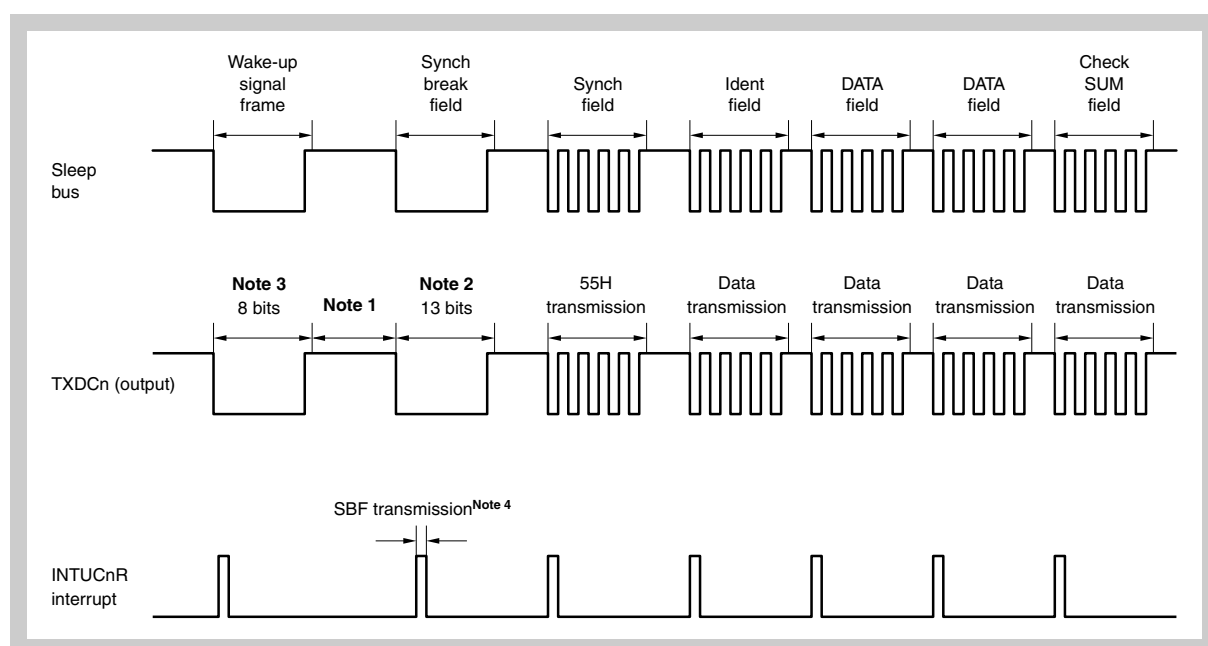 Wake-up
signal
frame
Synch
break
field
Synch
field
Ident
field
DATA
field
DATA
field
Check
SUM
field
Sleep
bus
Note 3
8 bits
Note 1
Note 2
13 bits
55H
transmission
Data
transmission
Data
transmission
Data
transmission
Data
transmission
TXDCn (output)
SBF transmissionNote 4
INTUCnR
interrupt